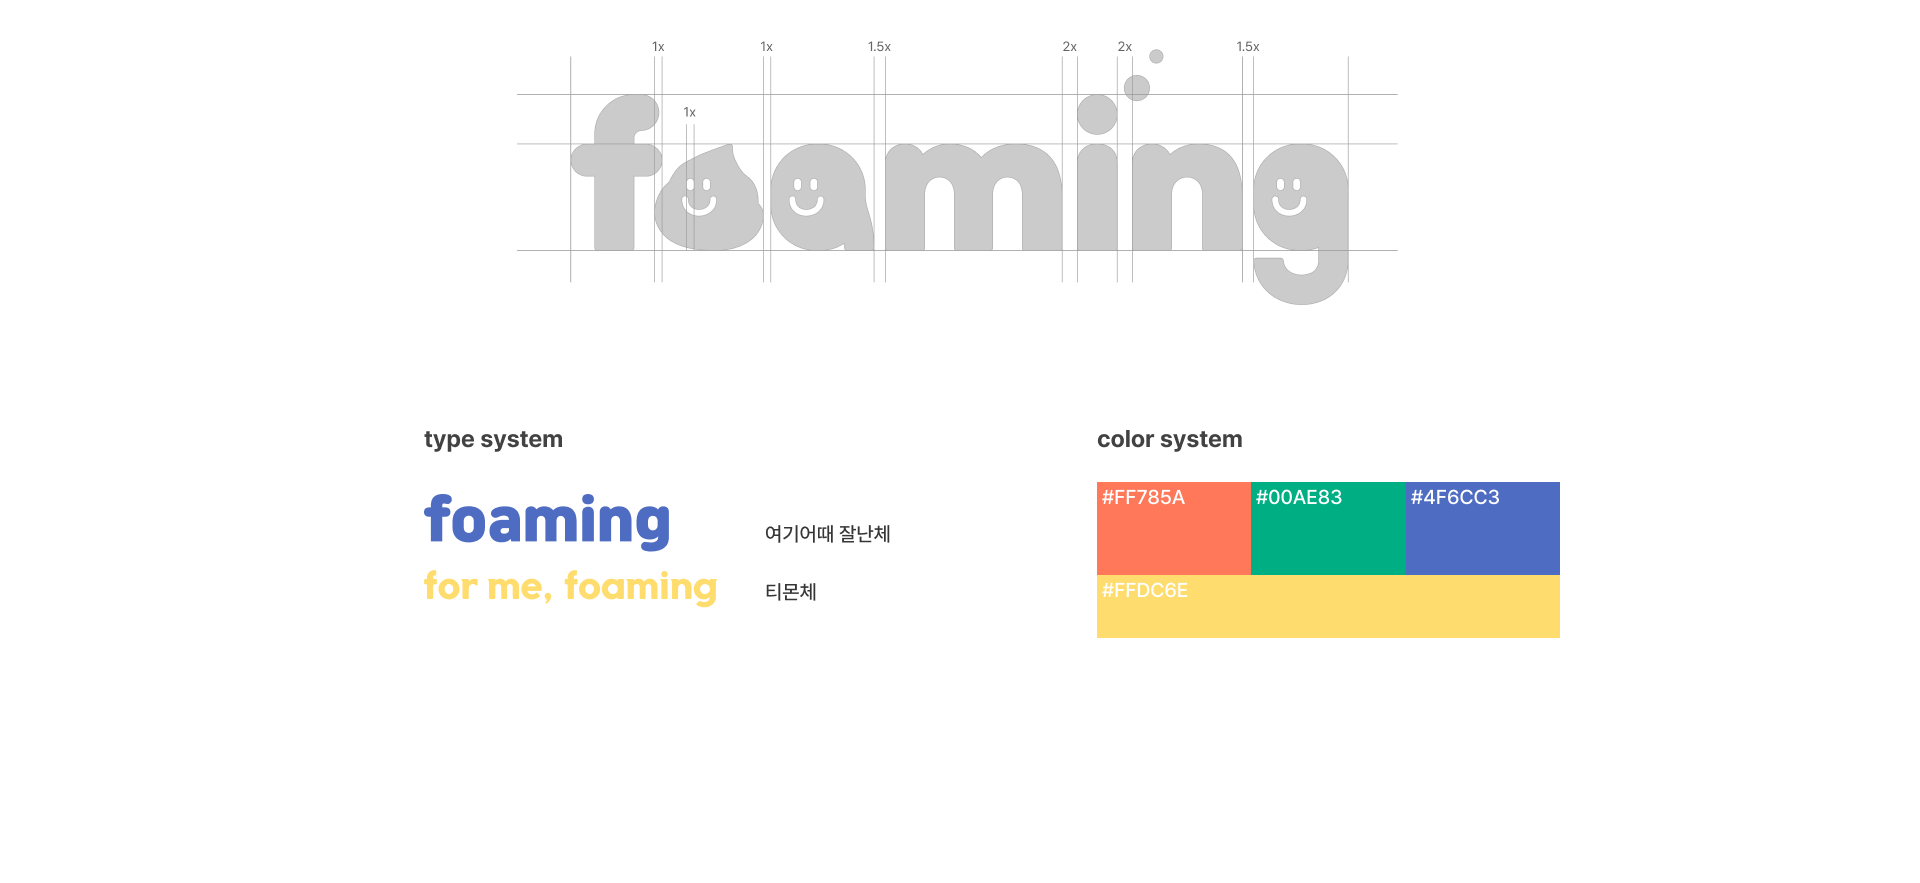 1x 1x 1.5x 2x 2x 1.5x
1x
foaming
type system
foaming
여기어때 잘난체
for me, foaming
티몬체
color system
#FF785A #00AE83 #4F6CC3
#FFDC6E